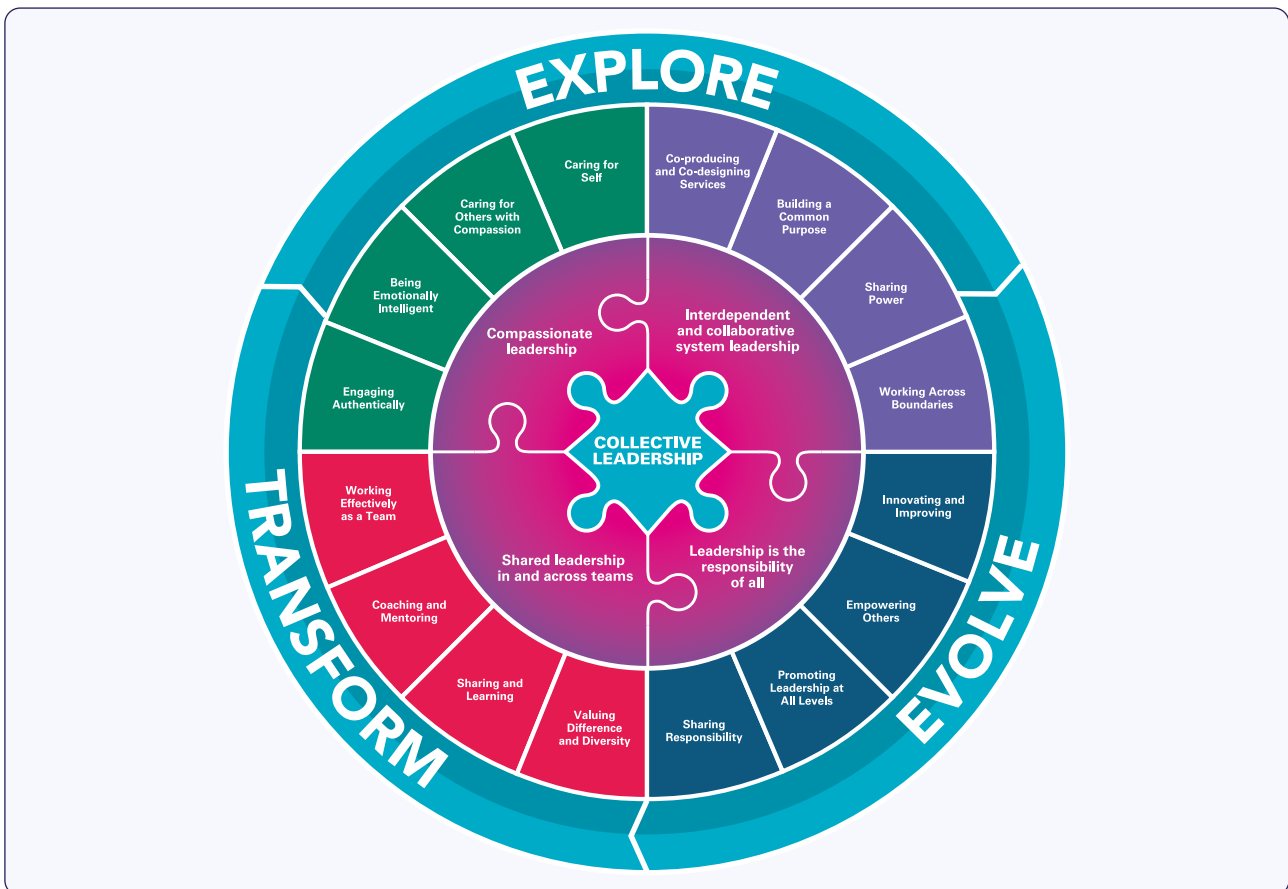 EXPLORE
Caring for
Self
Co-producing
and Co-designing
Services
Caring for
Others with
Compassion
Building a
Common
Purpose
Being
Emotionally
Intelligent
Sharing
Power
Engaging
Authentically
Working Across
Boundaries
Compassionate
leadership
Interdependent
and collaborative
system leadership
COLLECTIVE
LEADERSHIP
Shared leadership
in and across teams
Leadership is the
responsibility
of all
Working
Effectively
as a Team
Innovating and
Improving
Coaching and
Mentoring
Empowering
Others
Sharing and
Learning
Promoting
Leadership at
All Levels
Valuing
Difference
and Diversity
Sharing
Responsibility
TRANSFORM
EVOLVE